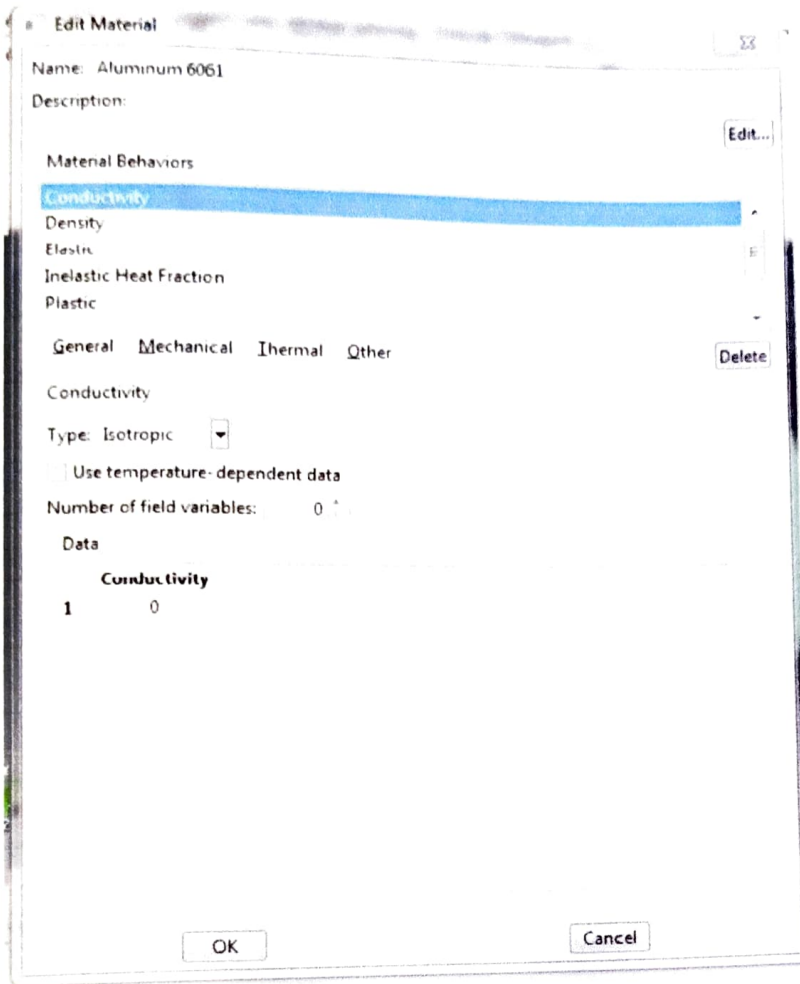 Edit Material
Name: Aluminum 6061
Description:
Edit...
Material Behaviors
Conductivity
Density
Elastic
Inelastic Heat Fraction
Plastic
General Mechanical Thermal Other
Delete
Conductivity
Type: Isotropic
Use temperature-dependent data
Number of field variables: 0
Data
Conductivity
1 0
OK Cancel